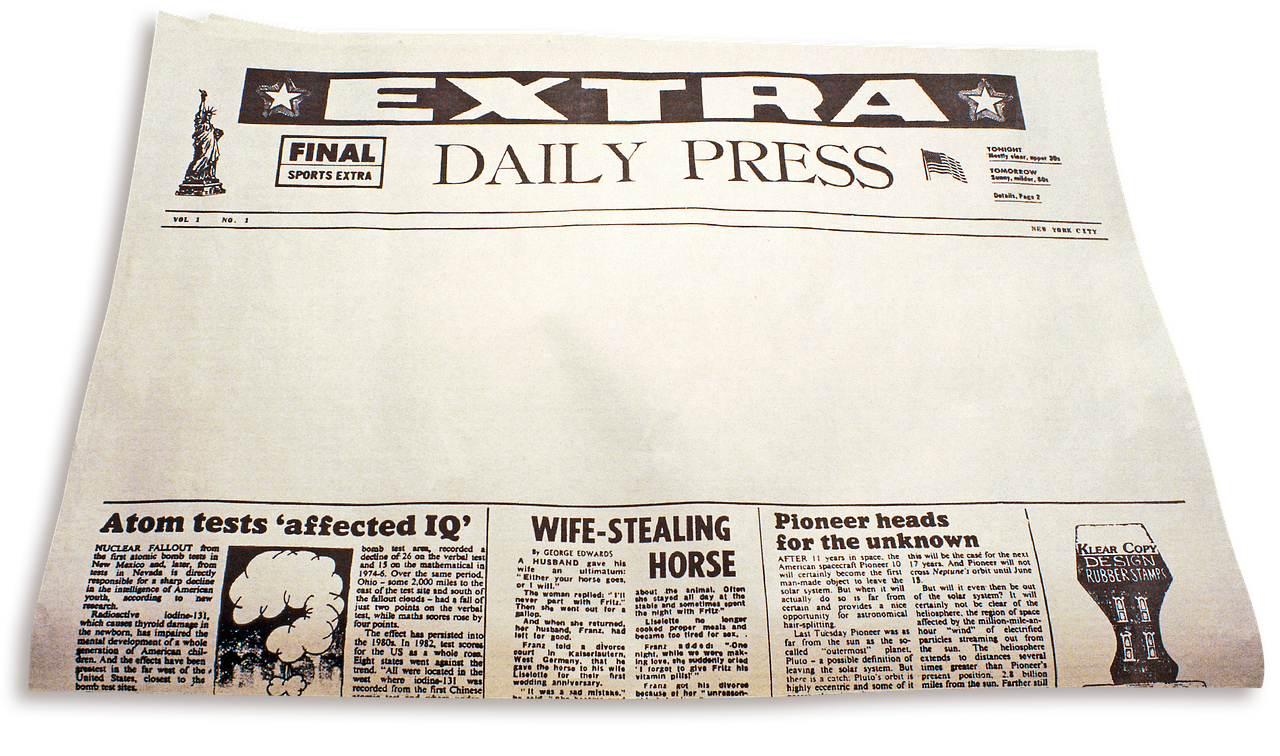 EXTRA
FINAL
SPORTS EXTRA
DAILY PRESS
TONIGHT
Mostly clear, upper 30s
TOMORROW
Sunny, milder, 50s
Details, Page 2
VOL 1 NO. 1
NEW YORK CITY
Atom tests ‘affected IQ’
NUCLEAR FALLOUT from
the first atomic bomb tests in
New Mexico and, later, from
tests in Nevada is directly
responsible for a sharp decline
in the intelligence of American
youth, according to new
research.
Radioactive iodine-131,
which causes thyroid damage in
the newborn, has impaired the
mental development of a whole
generation of American chil-
dren. And the effects have been
greatest in the far west of the
United States, closest to the
bomb test sites.
bomb test area, recorded a
decline of 26 on the verbal test
and 15 on the mathematical in
1974-6. Over the same period,
Ohio – some 2,000 miles to the
east of the test site and south of
the fallout clouds – had a fall of
just two points on the verbal
test, while maths scores rose by
four points.
The effect has persisted into
the 1980s. In 1982, test scores
for the US as a whole rose.
Eight states went against the
trend. “All were located in the
west where iodine-131 was
recorded from the first Chinese
WIFE-STEALING
HORSE
By GEORGE EDWARDS
A HUSBAND gave his
wife an ultimatum:
“Either your horse goes,
or I will.”
The woman replied: “I’ll
never part with Fritz.”
Then she went out for a
gallop.
And when she returned,
her husband, Franz, had
left for good.
Franz told a divorce
court in Kaiserlautern,
West Germany, that he
gave the horse to his wife
Liselotte for their first
wedding anniversary.
“It was a sad mistake,”
about the animal. Often
she stayed all day at the
stable and sometimes spent
the night with Fritz.”
Liselotte no longer
cooked proper meals and
became too tired for sex.
Franz added: “One
night, while we were mak-
ing love, she suddenly cried
‘I forgot to give Fritz his
vitamin pills!’”
Franz got his divorce
because of her “unreason-
Pioneer heads
for the unknown
AFTER 11 years in space, the
American spacecraft Pioneer 10
will certainly become the first
man-made object to leave the
solar system. But when it will
actually do so is far from
certain and provides a nice
opportunity for astronomical
hair-splitting.
Last Tuesday Pioneer was as
far from the sun as the so-
called “outermost” planet,
Pluto – a possible definition of
leaving the solar system. But
there is a catch: Pluto’s orbit is
highly eccentric and some of it
this will be the case for the next
17 years. And Pioneer will not
cross Neptune’s orbit until June
13.
But will it even then be out
of the solar system? It will
certainly not be clear of the
heliosphere, the region of space
affected by the million-mile-an-
hour “wind” of electrified
particles streaming out from
the sun. The heliosphere
extends to distances several
times greater than Pioneer’s
present position, 2.8 billion
miles from the sun. Farther still
KLEAR COPY
DESIGN
RUBBER STAMPS